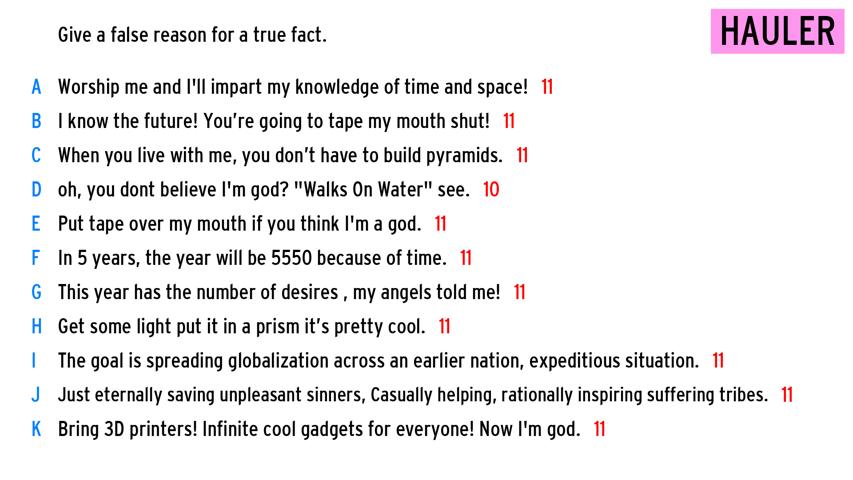 Give a false reason for a true fact.
HAULER
A Worship me and I'll impart my knowledge of time and space! 11
B I know the future! You’re going to tape my mouth shut! 11
C When you live with me, you don’t have to build pyramids. 11
D oh, you dont believe I'm god? "Walks On Water" see. 10
E Put tape over my mouth if you think I'm a god. 11
F In 5 years, the year will be 5550 because of time. 11
G This year has the number of desires , my angels told me! 11
H Get some light put it in a prism it’s pretty cool. 11
I The goal is spreading globalization across an earlier nation, expeditious situation. 11
J Just eternally saving unpleasant sinners, Casually helping, rationally inspiring suffering tribes. 11
K Bring 3D printers! Infinite cool gadgets for everyone! Now I'm god. 11